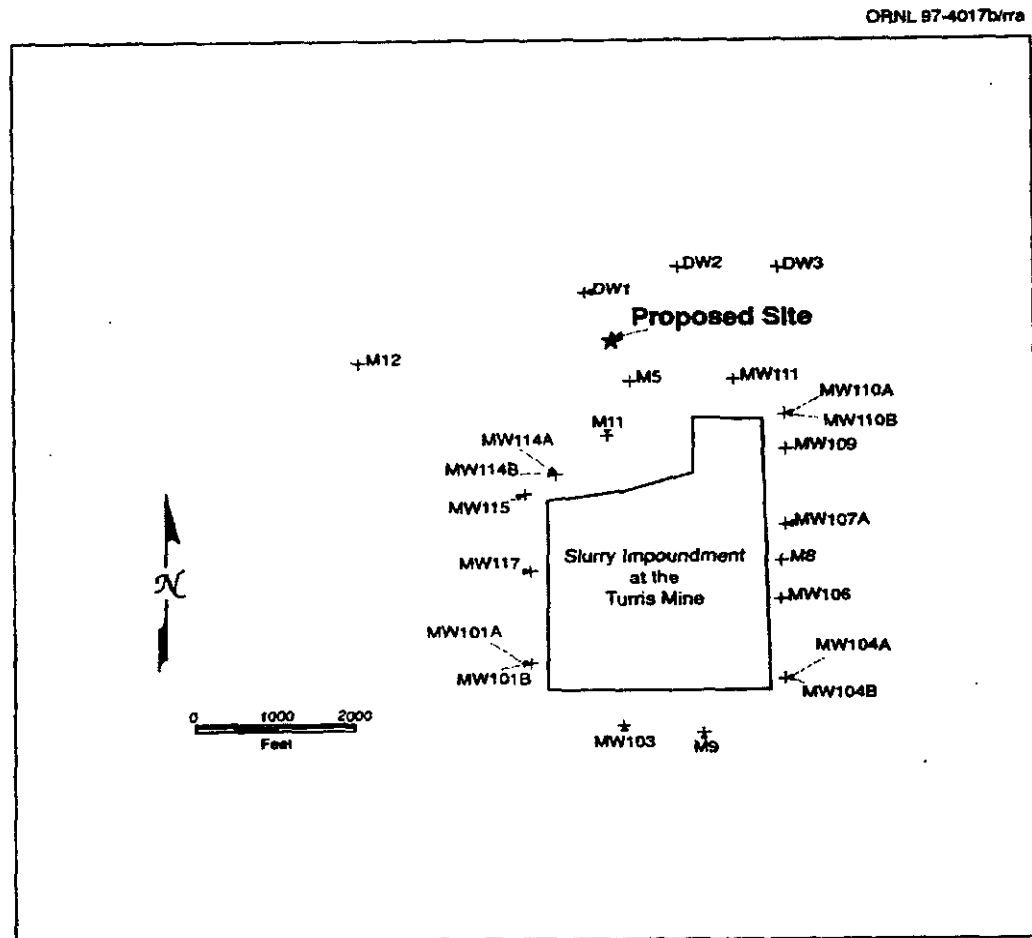 ORNL 97-4017b/rra
DW2
DW3
DW1
Proposed Site
M12
M5
MW111
MW110A
M11
MW110B
MW114A
MW109
MW114B
MW115
MW107A
Slurry Impoundment
at the
Turris Mine
M8
MW117
N
MW106
MW101A
MW104A
MW101B
MW104B
0 1000 2000
Feet
MW103
M9